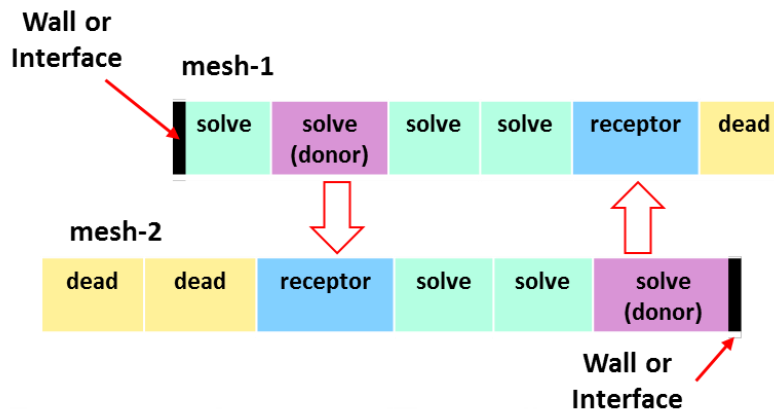 Wall or
Interface
mesh-1
solve solve solve solve receptor dead
(donor)
mesh-2
dead dead receptor solve solve solve
(donor)
Wall or
Interface